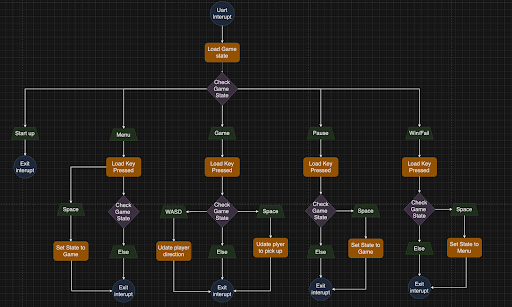 Uart
Interupt
Load Game
state
Check
Game
State
Start up
Menu
Game
Pause
Win/Fail
Exit
interupt
Load Key
Pressed
Load Key
Pressed
Load Key
Pressed
Load Key
Pressed
Space
Check
Game
State
WASD
Check
Game
State
Space
Check
Game
State
Space
Check
Game
State
Space
Set State to
Game
Else
Udate player
direction
Else
Udate plyer
to pick up
Else
Set State to
Game
Else
Set State to
Menu
Exit
interupt
Exit
interupt
Exit
interupt
Exit
interupt